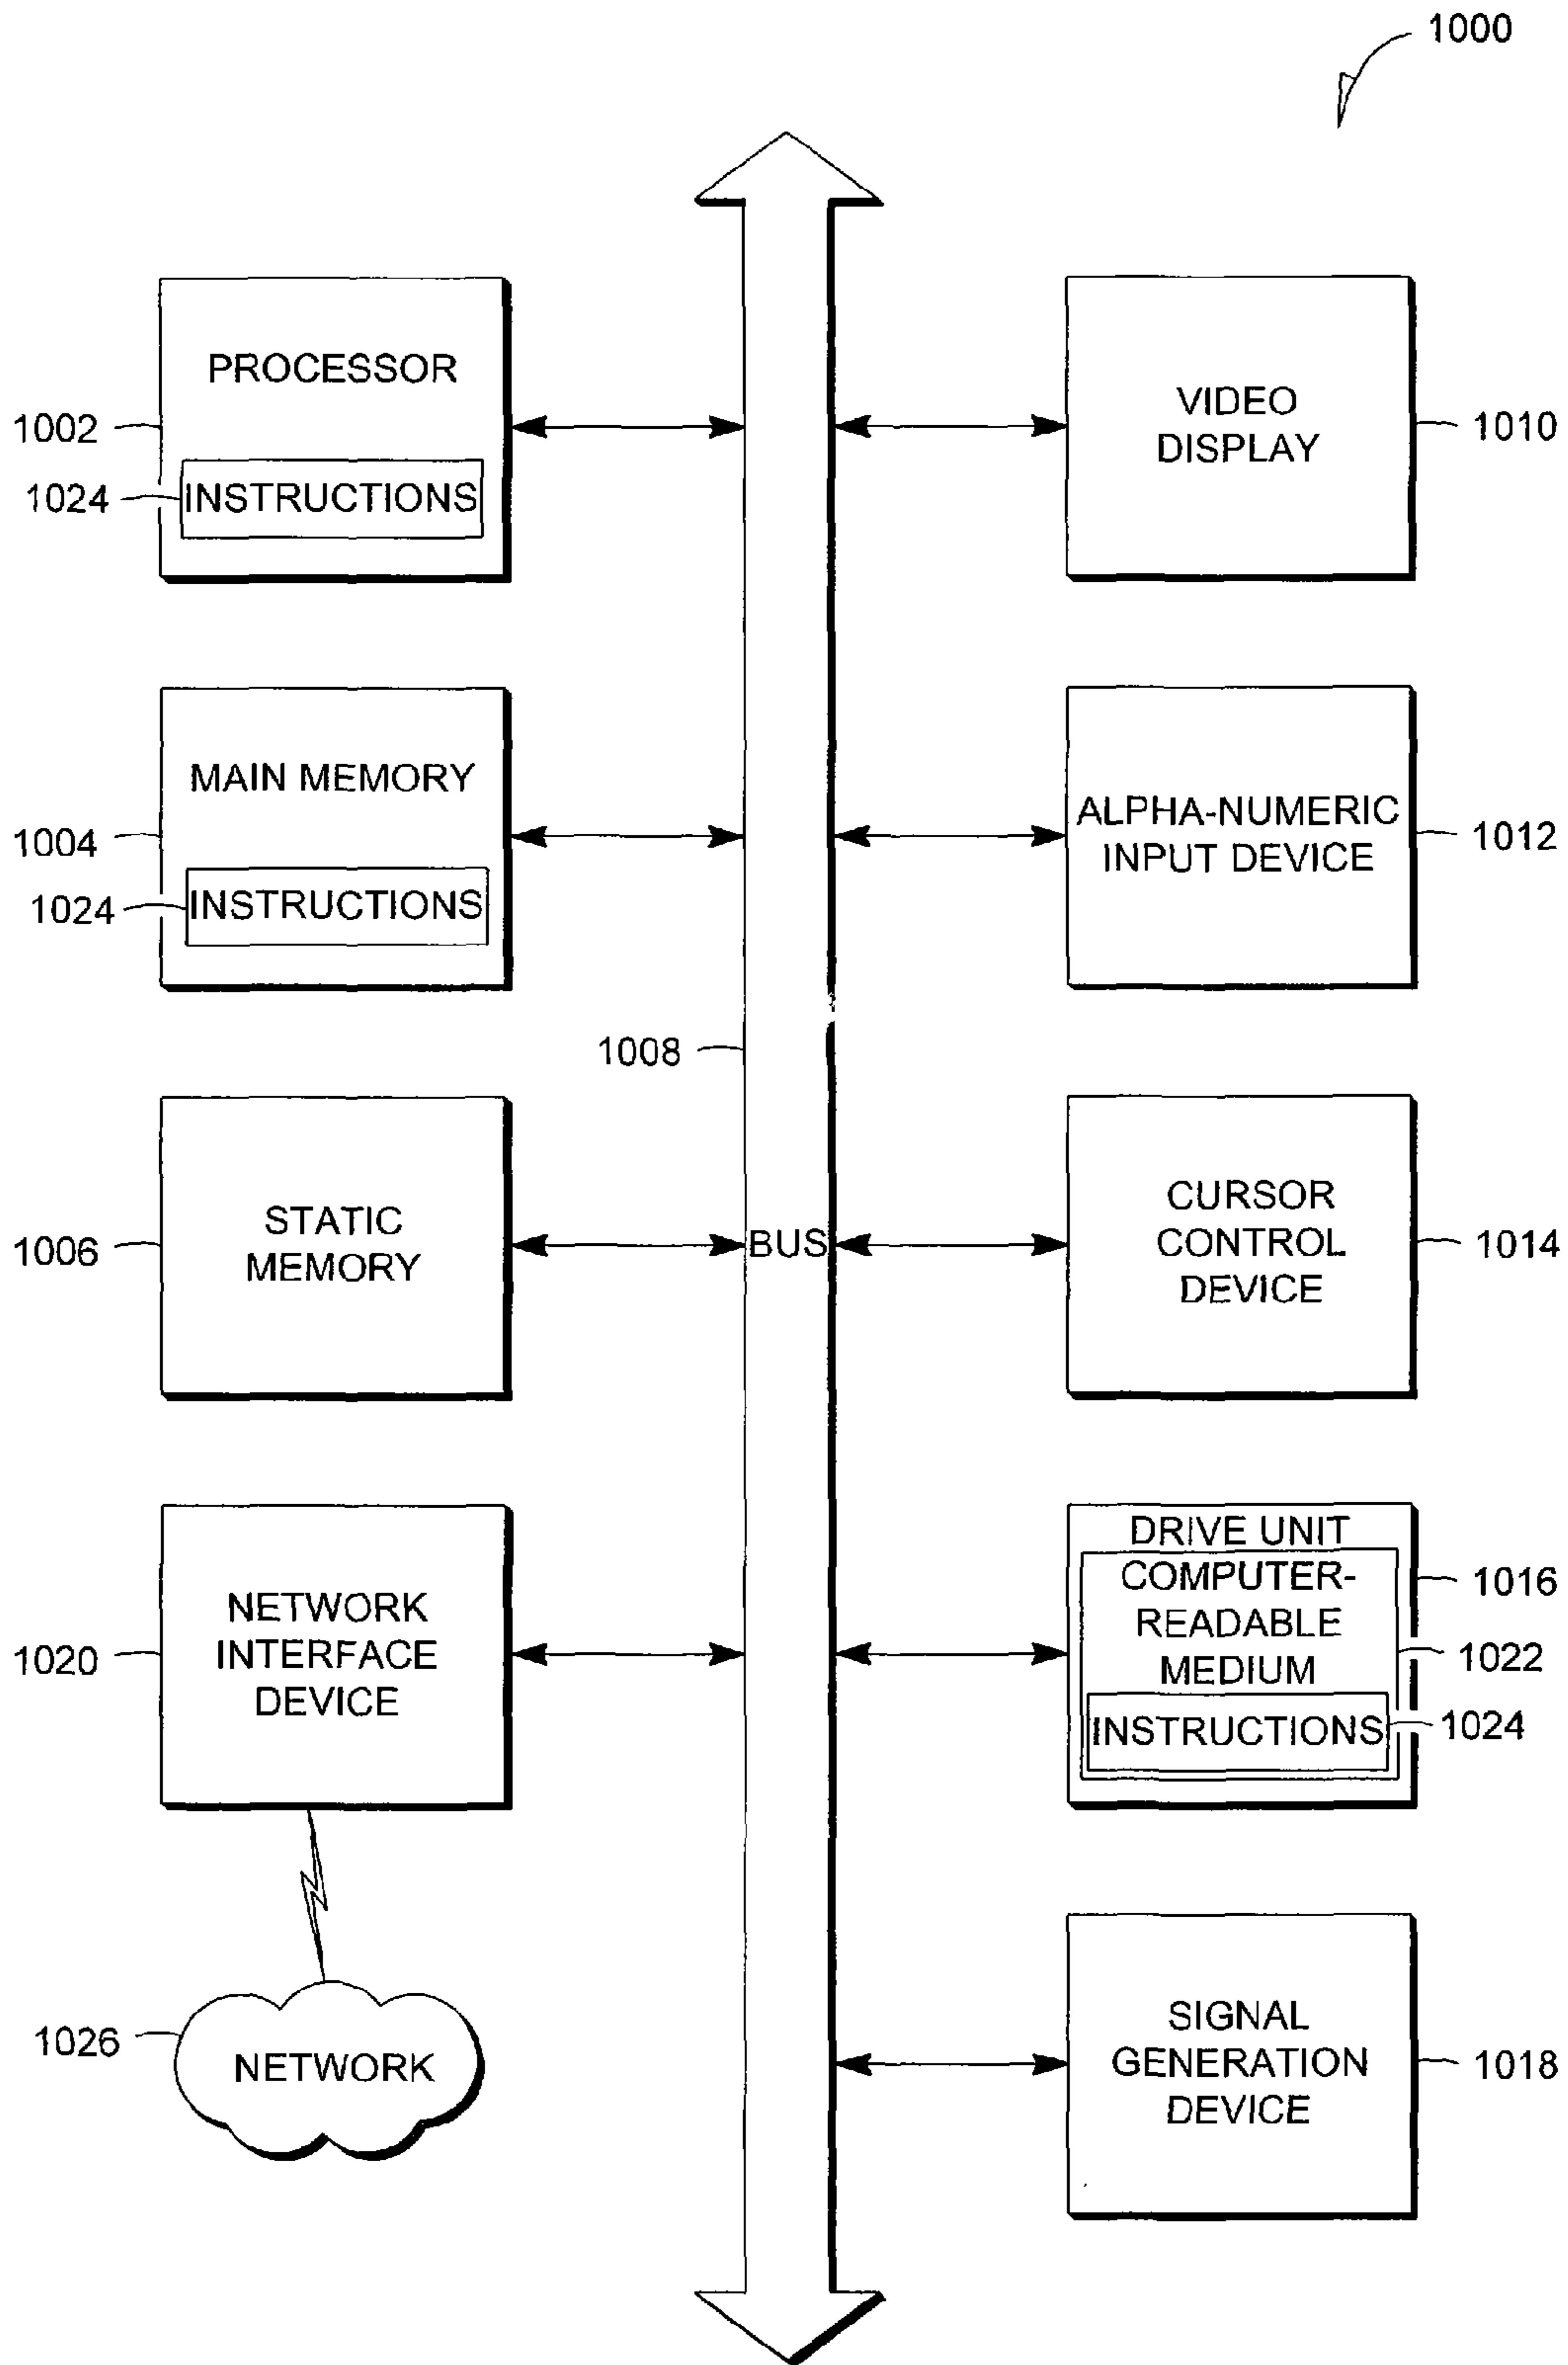 1000
PROCESSOR
1002
1024
INSTRUCTIONS
VIDEO
DISPLAY
1010
MAIN MEMORY
1004
1024
INSTRUCTIONS
ALPHA-NUMERIC
INPUT DEVICE
1012
1008
STATIC
MEMORY
1006
BUS
CURSOR
CONTROL
DEVICE
1014
NETWORK
INTERFACE
DEVICE
1020
DRIVE UNIT
COMPUTER-
READABLE
MEDIUM
1016
1022
INSTRUCTIONS
1024
1026
NETWORK
SIGNAL
GENERATION
DEVICE
1018